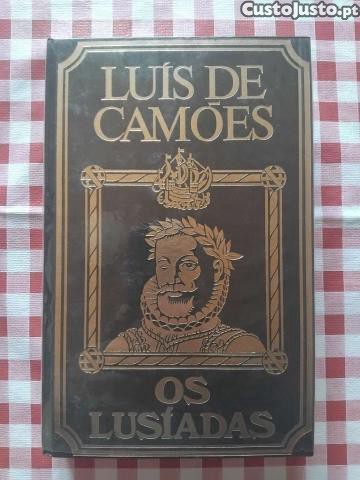 CustoJusto.pt
LUÍS DE
CAMÕES
OS
LUSÍADAS